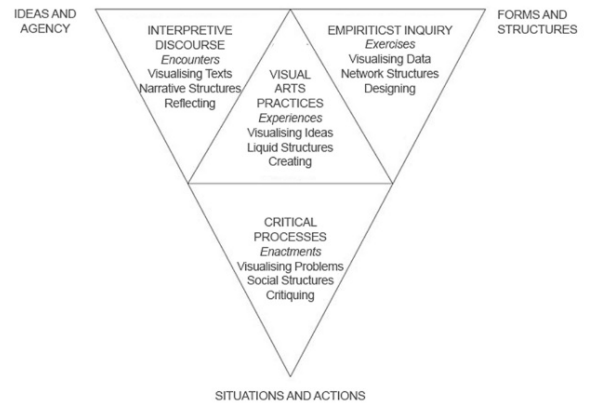 IDEAS AND
AGENCY
FORMS AND
STRUCTURES
INTERPRETIVE
DISCOURSE
Encounters
Visualising Texts
Narrative Structures
Reflecting
EMPIRITICST INQUIRY
Exercises
Visualising Data
Network Structures
Designing
VISUAL
ARTS
PRACTICES
Experiences
Visualising Ideas
Liquid Structures
Creating
CRITICAL
PROCESSES
Enactments
Visualising Problems
Social Structures
Critiquing
SITUATIONS AND ACTIONS